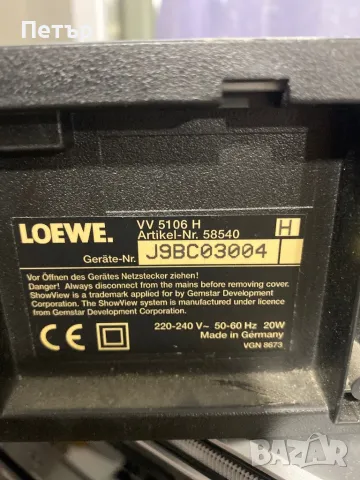 Петър
LOEWE.
VV 5106 H
Artikel-Nr. 58540
H
Geräte-Nr. J9BC03004
Vor Öffnen des Gerätes Netzstecker ziehen!
Danger! Always disconnect from the mains before removing cover.
ShowView is a trademark applied for by Gemstar Development
Corporation. The ShowView system is manufactured under licence
from Gemstar Development Corporation.
CE
220-240 V~ 50-60 Hz 20W
Made in Germany
VGN 8673
BAZAR